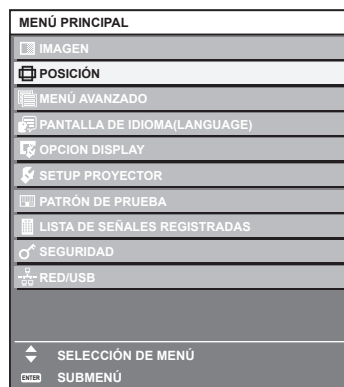 MENÚ PRINCIPAL
IMAGEN
POSICIÓN
MENÚ AVANZADO
PANTALLA DE IDIOMA(LANGUAGE)
OPCION DISPLAY
SETUP PROYECTOR
PATRÓN DE PRUEBA
LISTA DE SEÑALES REGISTRADAS
SEGURIDAD
RED/USB
SELECCIÓN DE MENÚ
ENTER SUBMENÚ